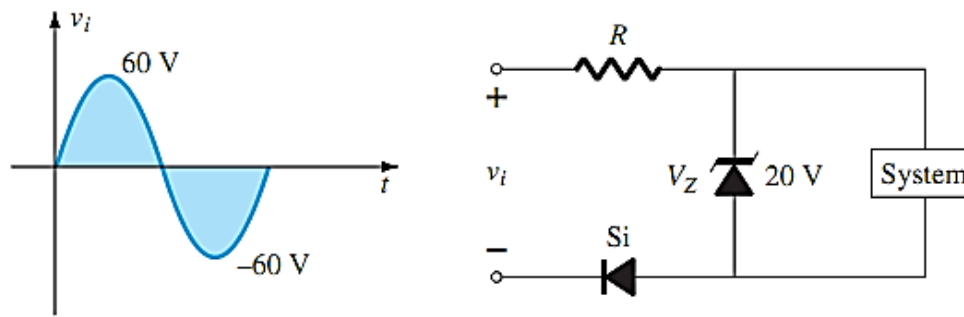 v_i
60 V
t
–60 V
R
+
v_i
V_Z
20 V
System
–
Si